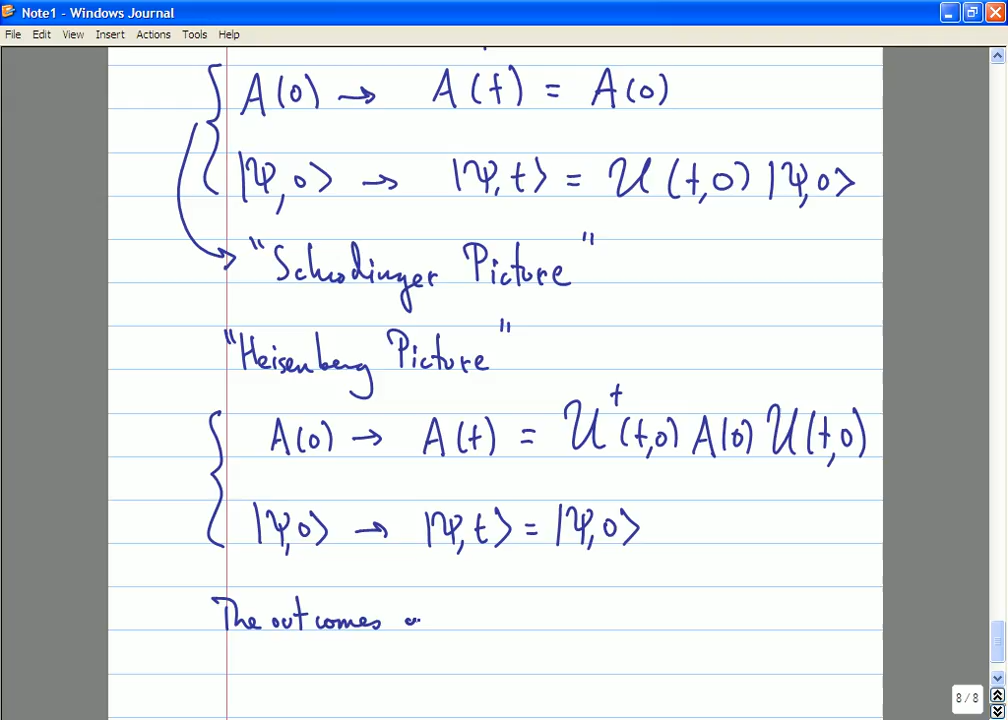 Note1 - Windows Journal
File Edit View Insert Actions Tools Help
A(0) → A(t) = A(0)
|Ψ,0> → |Ψ,t> = U(t,0) |Ψ,0>
"Schrodinger Picture"
"Heisenberg Picture"
A(0) → A(t) = U†(t,0) A(0) U(t,0)
|Ψ,0> → |Ψ,t> = |Ψ,0>
The outcomes
8/8